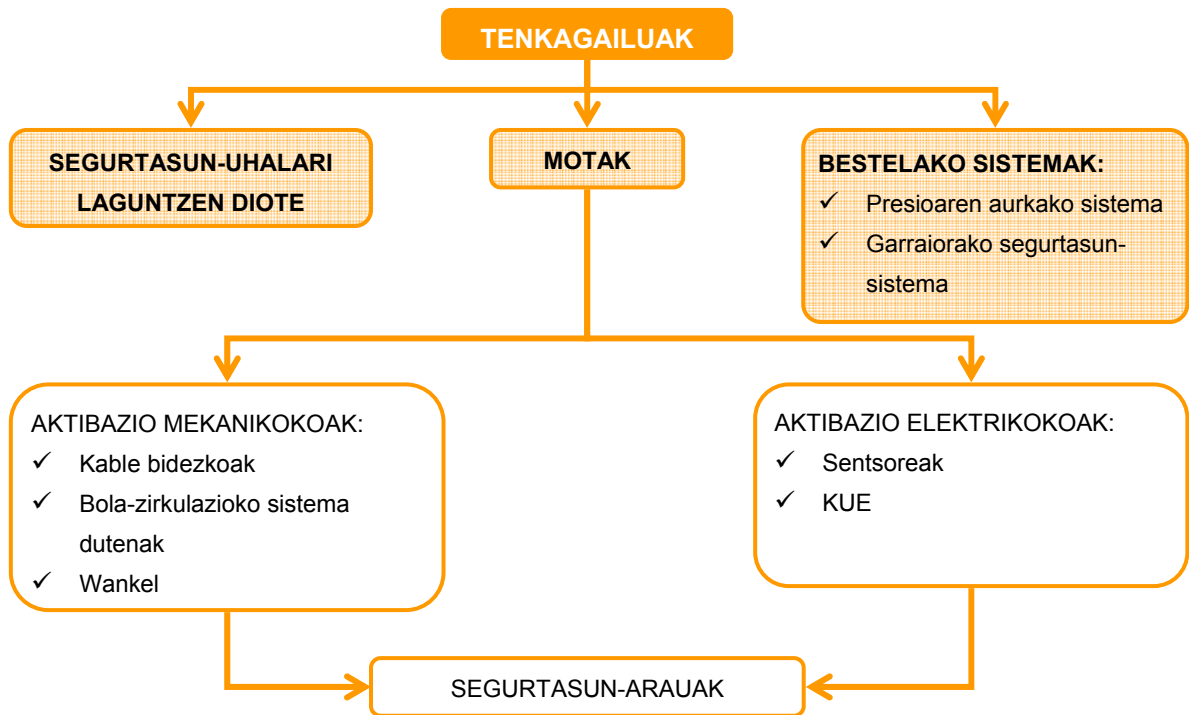 TENKAGAILUAK
SEGURTASUN-UHALARI
LAGUNTZEN DIOTE
MOTAK
BESTELAKO SISTEMAK:
✓ Presioaren aurkako sistema
✓ Garraiorako segurtasun-
sistema
AKTIBAZIO MEKANIKOKOAK:
✓ Kable bidezkoak
✓ Bola-zirkulazioko sistema
dutenak
✓ Wankel
AKTIBAZIO ELEKTRIKOKOAK:
✓ Sentsoreak
✓ KUE
SEGURTASUN-ARAUAK